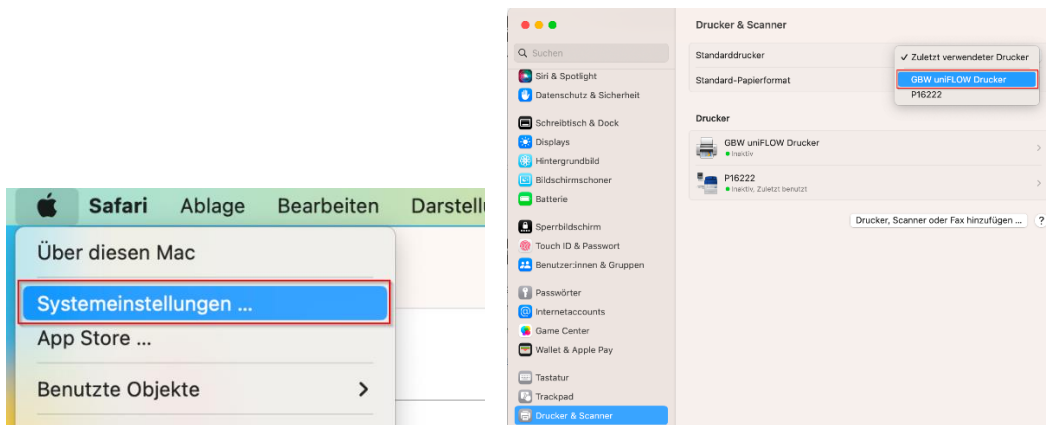 Safari Ablage Bearbeiten
Über diesen Mac
Systemeinstellungen ...
App Store ...
Benutzte Objekte
Drucker & Scanner
Suchen
Siri & Spotlight
Datenschutz & Sicherheit
Schreibtisch & Dock
Displays
Hintergrundbild
Bildschirmschoner
Batterie
Sperrbildschirm
Touch ID & Passwort
Benutzer:innen & Gruppen
Passwörter
Internetaccounts
Game Center
Wallet & Apple Pay
Tastatur
Trackpad
Drucker & Scanner
Standarddrucker
Zuletzt verwendeter Drucker
GBW uniFLOW Drucker
P16222
Standard-Papierformat
Drucker
GBW uniFLOW Drucker
Inaktiv
P16222
Inaktiv, Zuletzt benutzt
Drucker, Scanner oder Fax hinzufügen ... ?